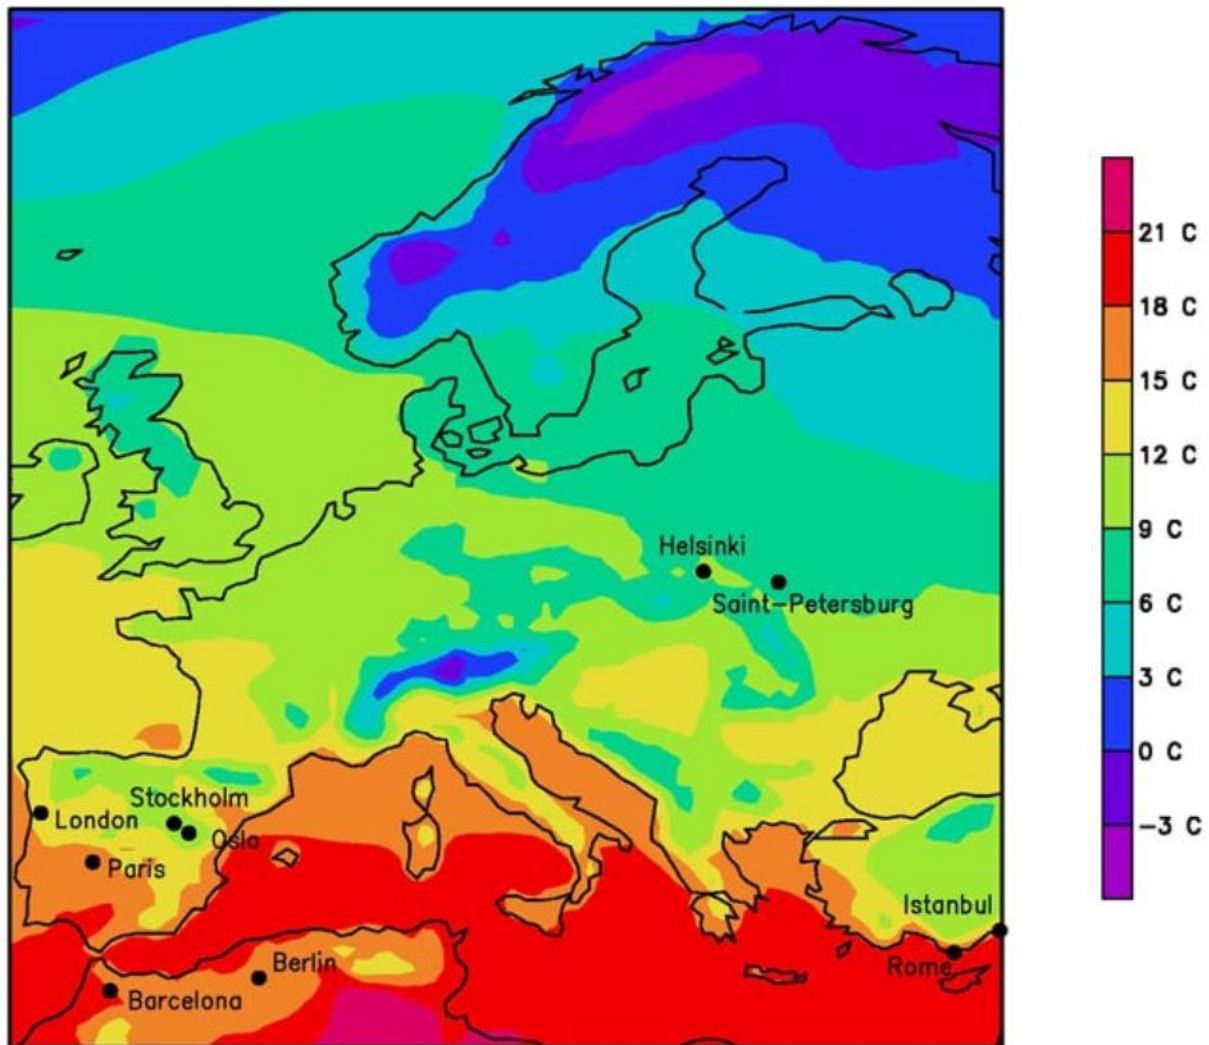 21 C
18 C
15 C
12 C
9 C
6 C
3 C
0 C
-3 C
Helsinki
Saint-Petersburg
Stockholm
London
Oslo
Paris
Istanbul
Rome
Berlin
Barcelona